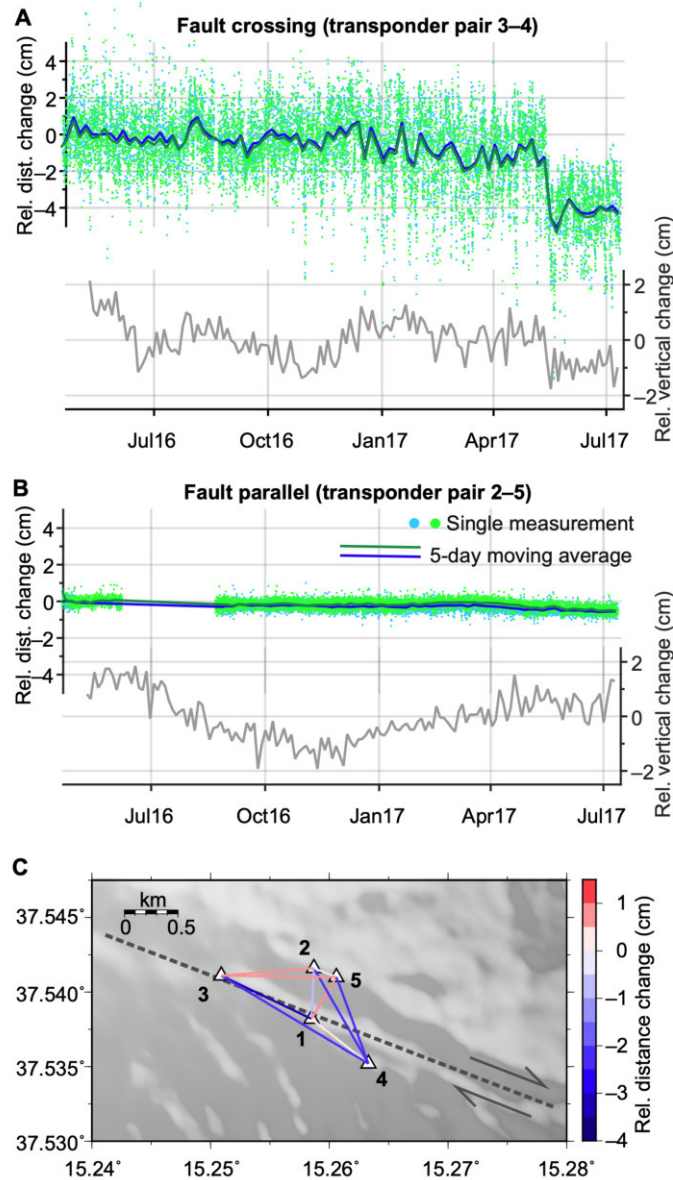 A Fault crossing (transponder pair 3–4)
Rel. dist. change (cm)
4
2
0
–2
–4
Rel. vertical change (cm)
2
0
–2
Jul16 Oct16 Jan17 Apr17 Jul17
B Fault parallel (transponder pair 2–5)
Rel. dist. change (cm)
4
2
0
–2
–4
Single measurement
5-day moving average
Rel. vertical change (cm)
2
0
–2
Jul16 Oct16 Jan17 Apr17 Jul17
C
km
0 0.5
37.545
37.540
37.535
37.530
2
5
3
1
4
15.24° 15.25° 15.26° 15.27° 15.28°
1
0
–1
–2
–3
–4
Rel. distance change (cm)